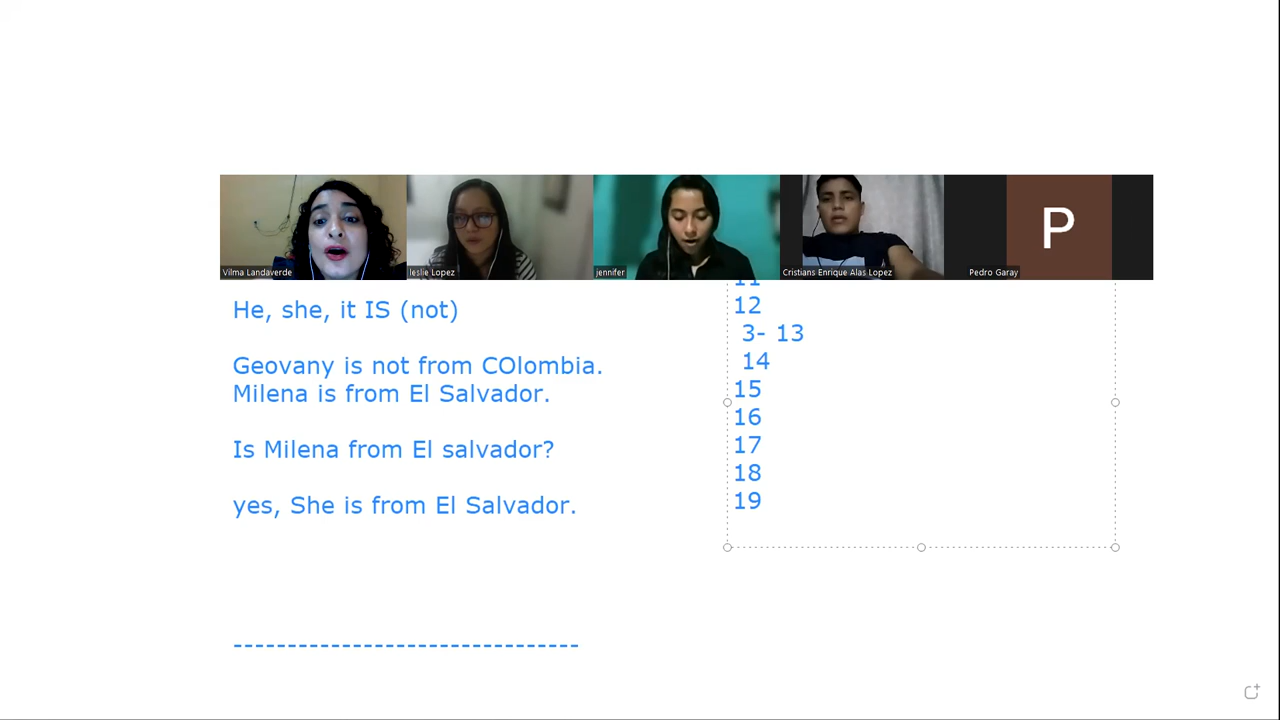 Vilma Landaverde
leslie Lopez
jennifer
Cristians Enrique Alas Lopez
Pedro Garay
P
He, she, it IS (not)
Geovany is not from COlombia.
Milena is from El Salvador.
Is Milena from El salvador?
yes, She is from El Salvador.
-------------------------------
11
12
3- 13
14
15
16
17
18
19